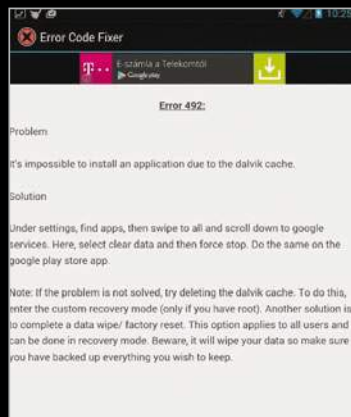 10:25
Error Code Fixer
T
E-számla a Telekomtól
Google play
Error 492:
Problem
It's impossible to install an application due to the dalvik cache.
Solution
Under settings, find apps, then swipe to all and scroll down to google
services. Here, select clear data and then force stop. Do the same on the
google play store app.
Note: If the problem is not solved, try deleting the dalvik cache. To do this,
enter the custom recovery mode (only if you have root). Another solution is
to complete a data wipe/ factory reset. This option applies to all users and
can be done in recovery mode. Beware, it will wipe your data so make sure
you have backed up everything you wish to keep.